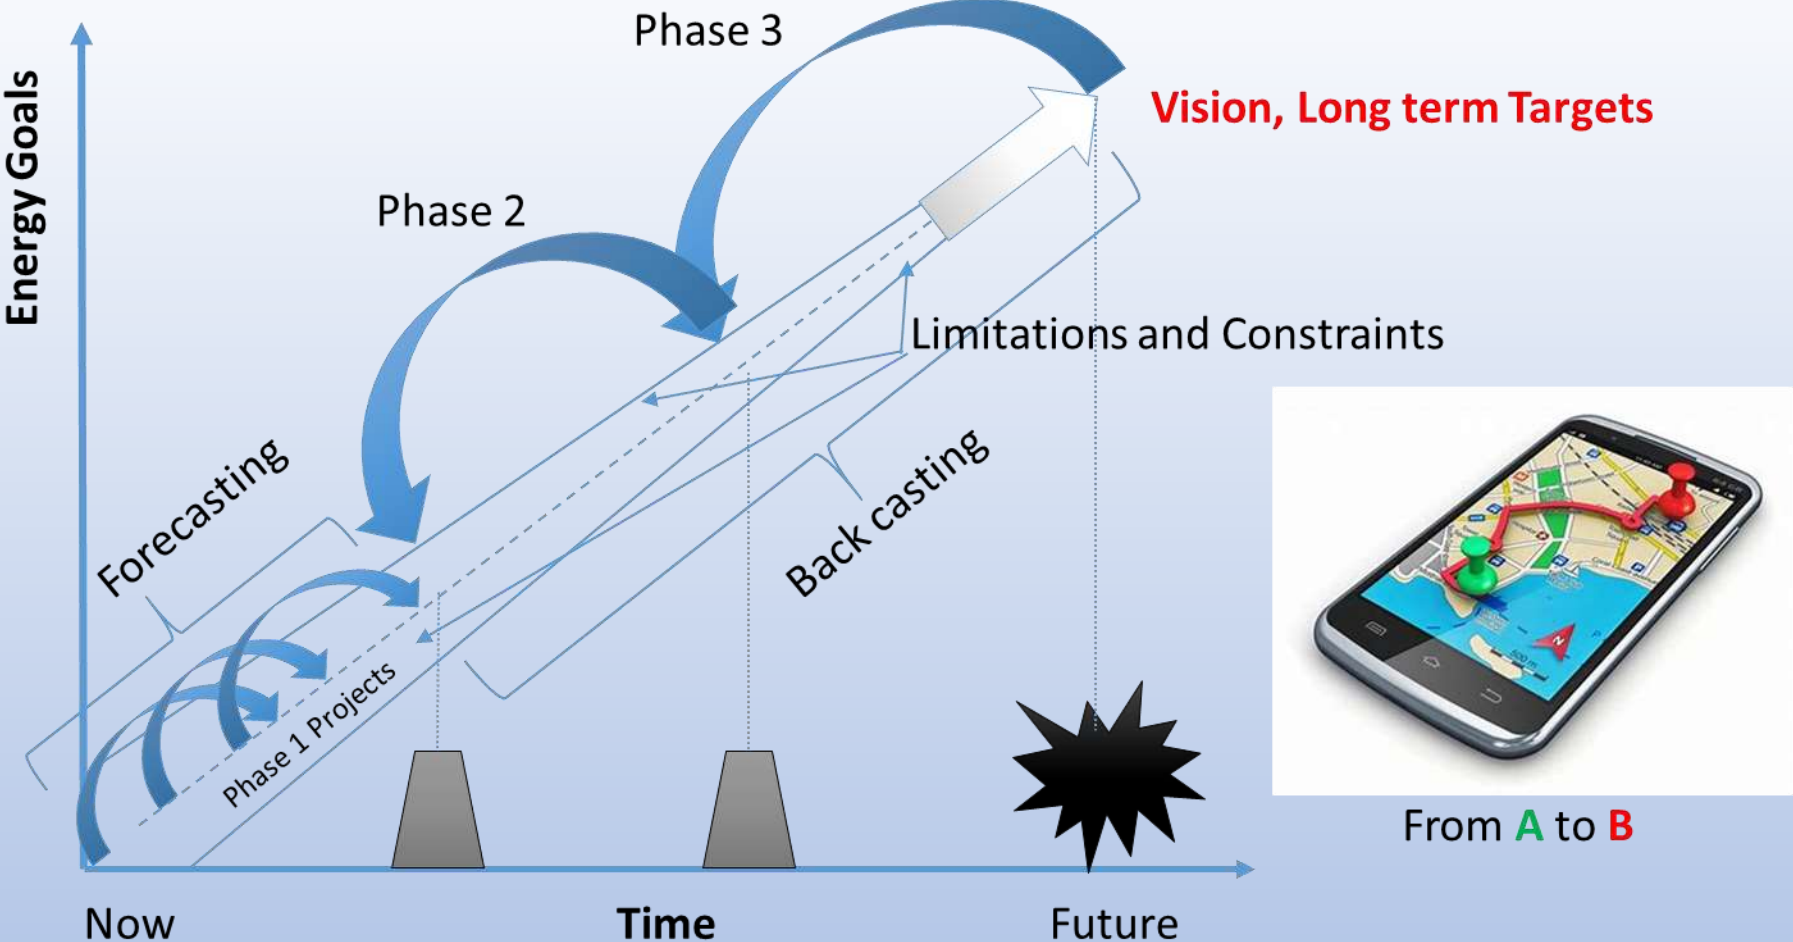 Phase 3
Vision, Long term Targets
Energy Goals
Phase 2
Limitations and Constraints
Forecasting
Back casting
Phase 1 Projects
N
500 m
From A to B
Now
Time
Future